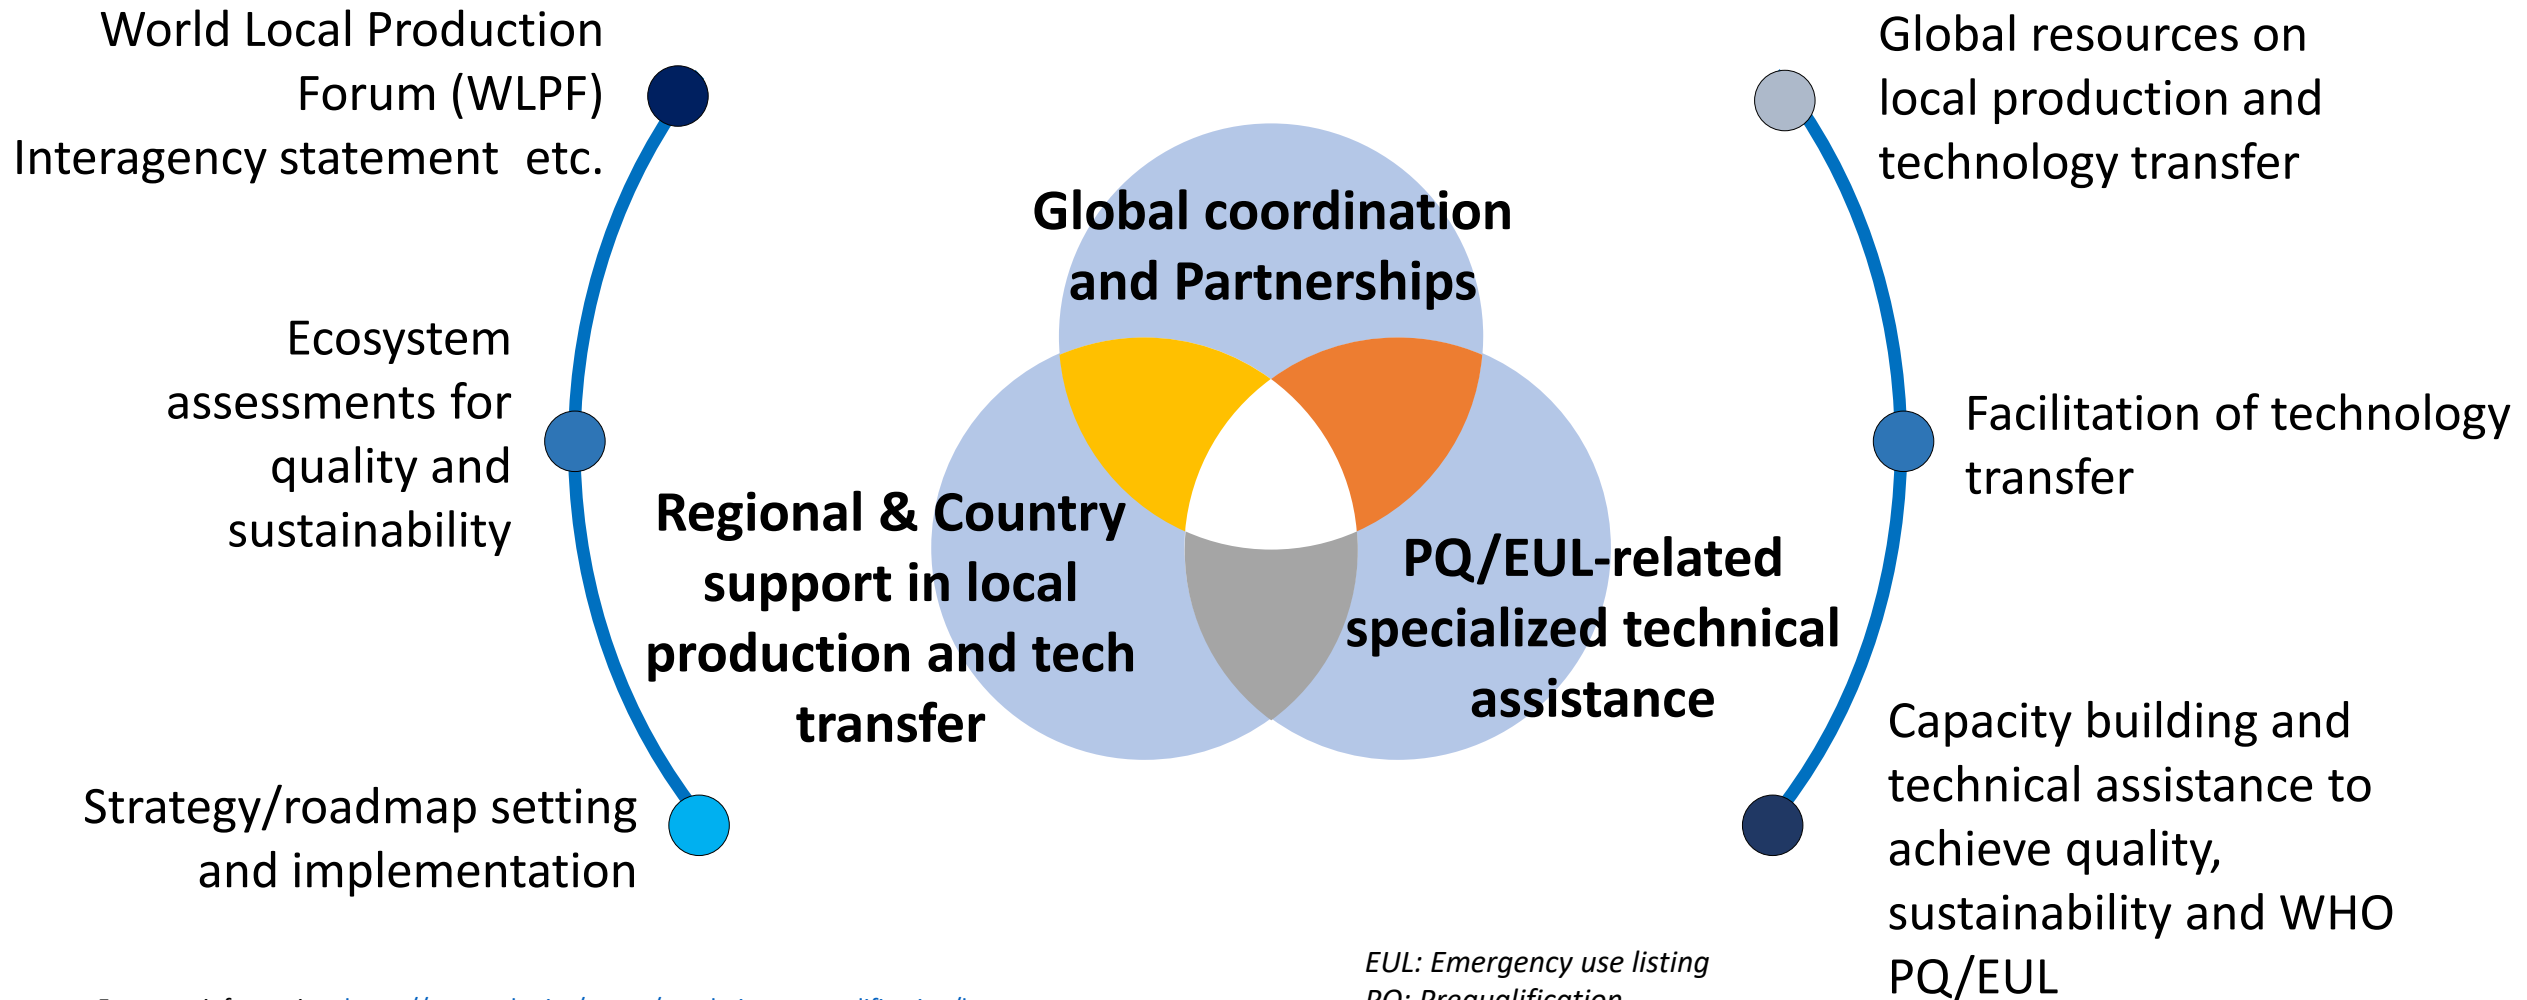 World Local Production
Forum (WLPF)
Interagency statement  etc.
Ecosystem
assessments for
quality and
sustainability
Strategy/roadmap setting
and implementation
Global coordination
and Partnerships
Regional & Country
support in local
production and tech
transfer
PQ/EUL-related
specialized technical
assistance
Global resources on
local production and
technology transfer
Facilitation of technology
transfer
Capacity building and
technical assistance to
achieve quality,
sustainability and WHO
PQ/EUL
EUL: Emergency use listing
PQ: Prequalification